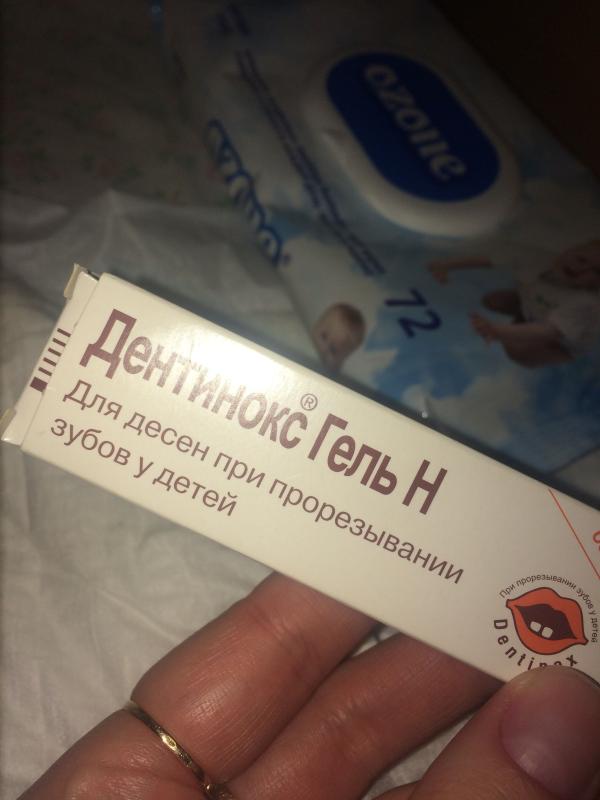 ozone
72
Дентинокс® Гель Н
Для десен при прорезывании
зубов у детей
При прорезывании зубов у детей
Dentinox